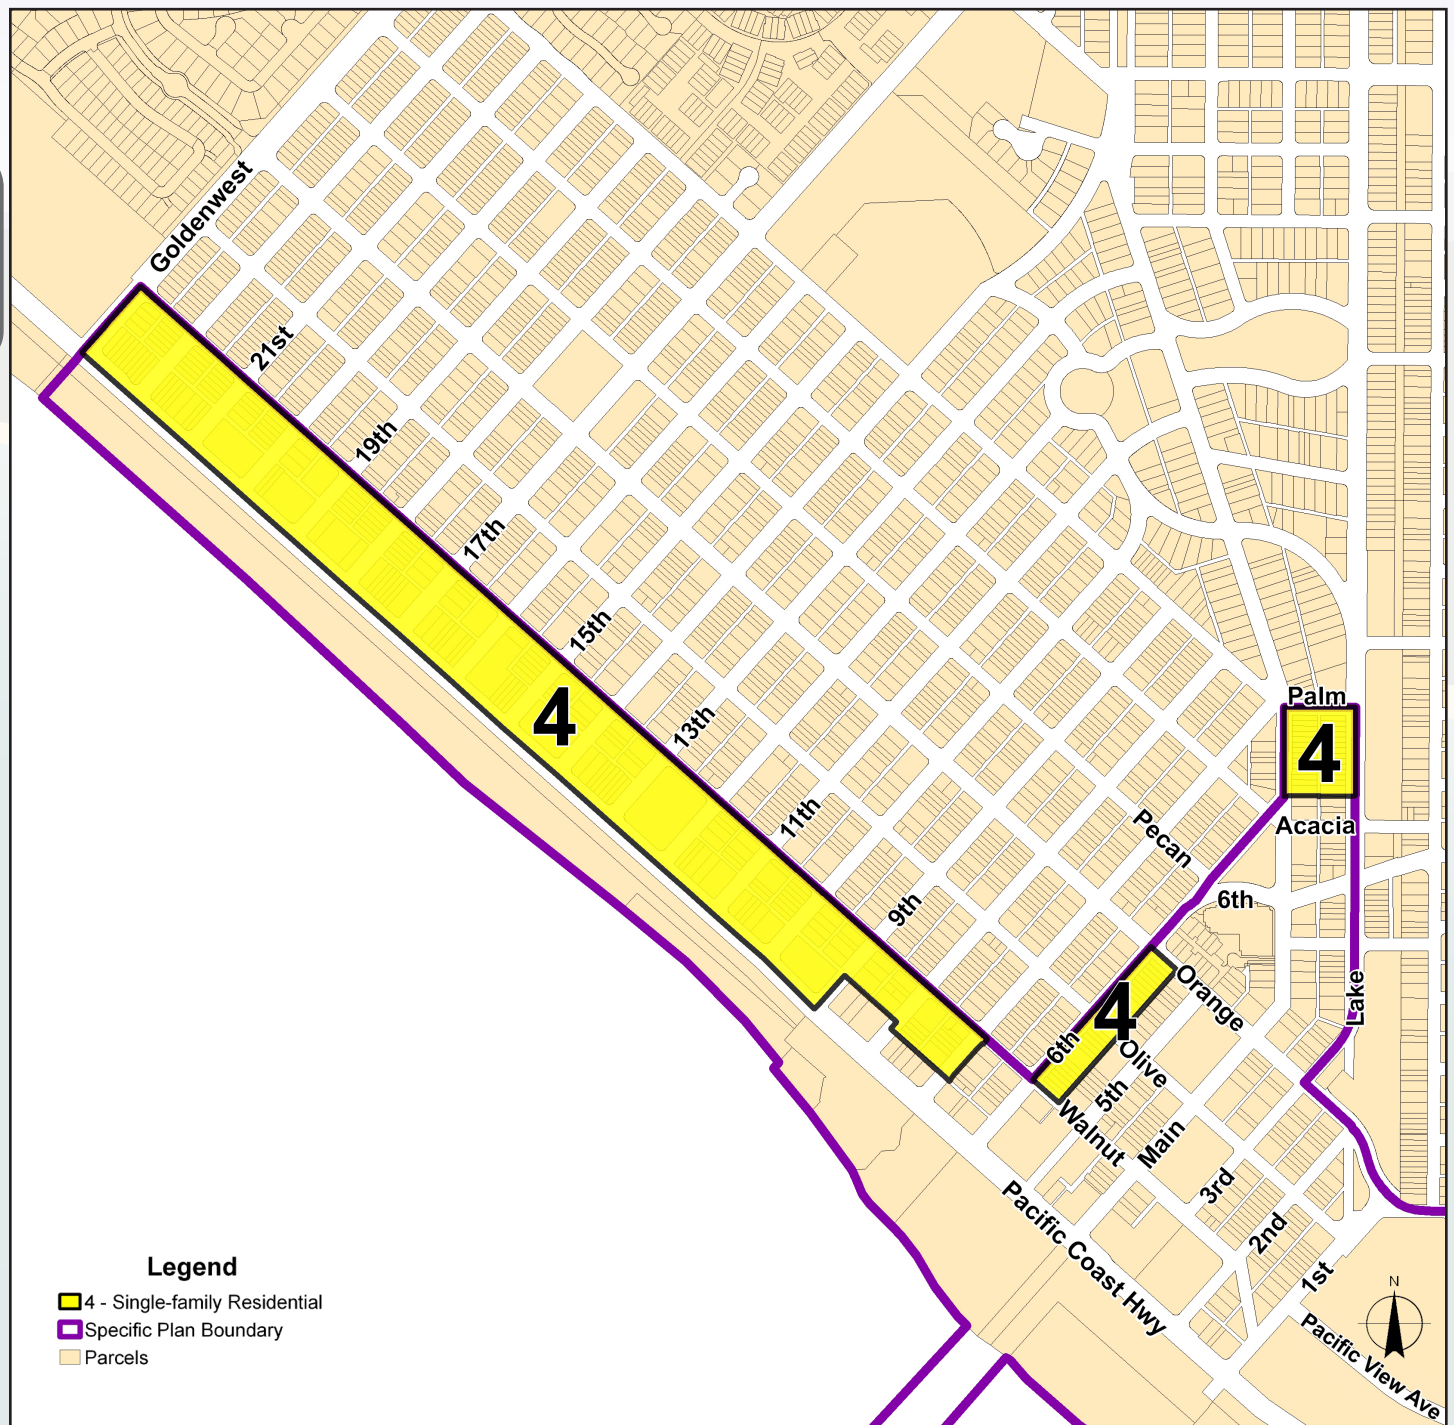 Goldenwest
21st
19th
17th
15th
4
13th
Palm
4
11th
Pecan
Acacia
9th
6th
Orange
Lake
4
6th
Olive
5th
Walnut
Main
3rd
2nd
Pacific Coast Hwy
1st
Pacific View Ave
N
Legend
4 - Single-family Residential
Specific Plan Boundary
Parcels